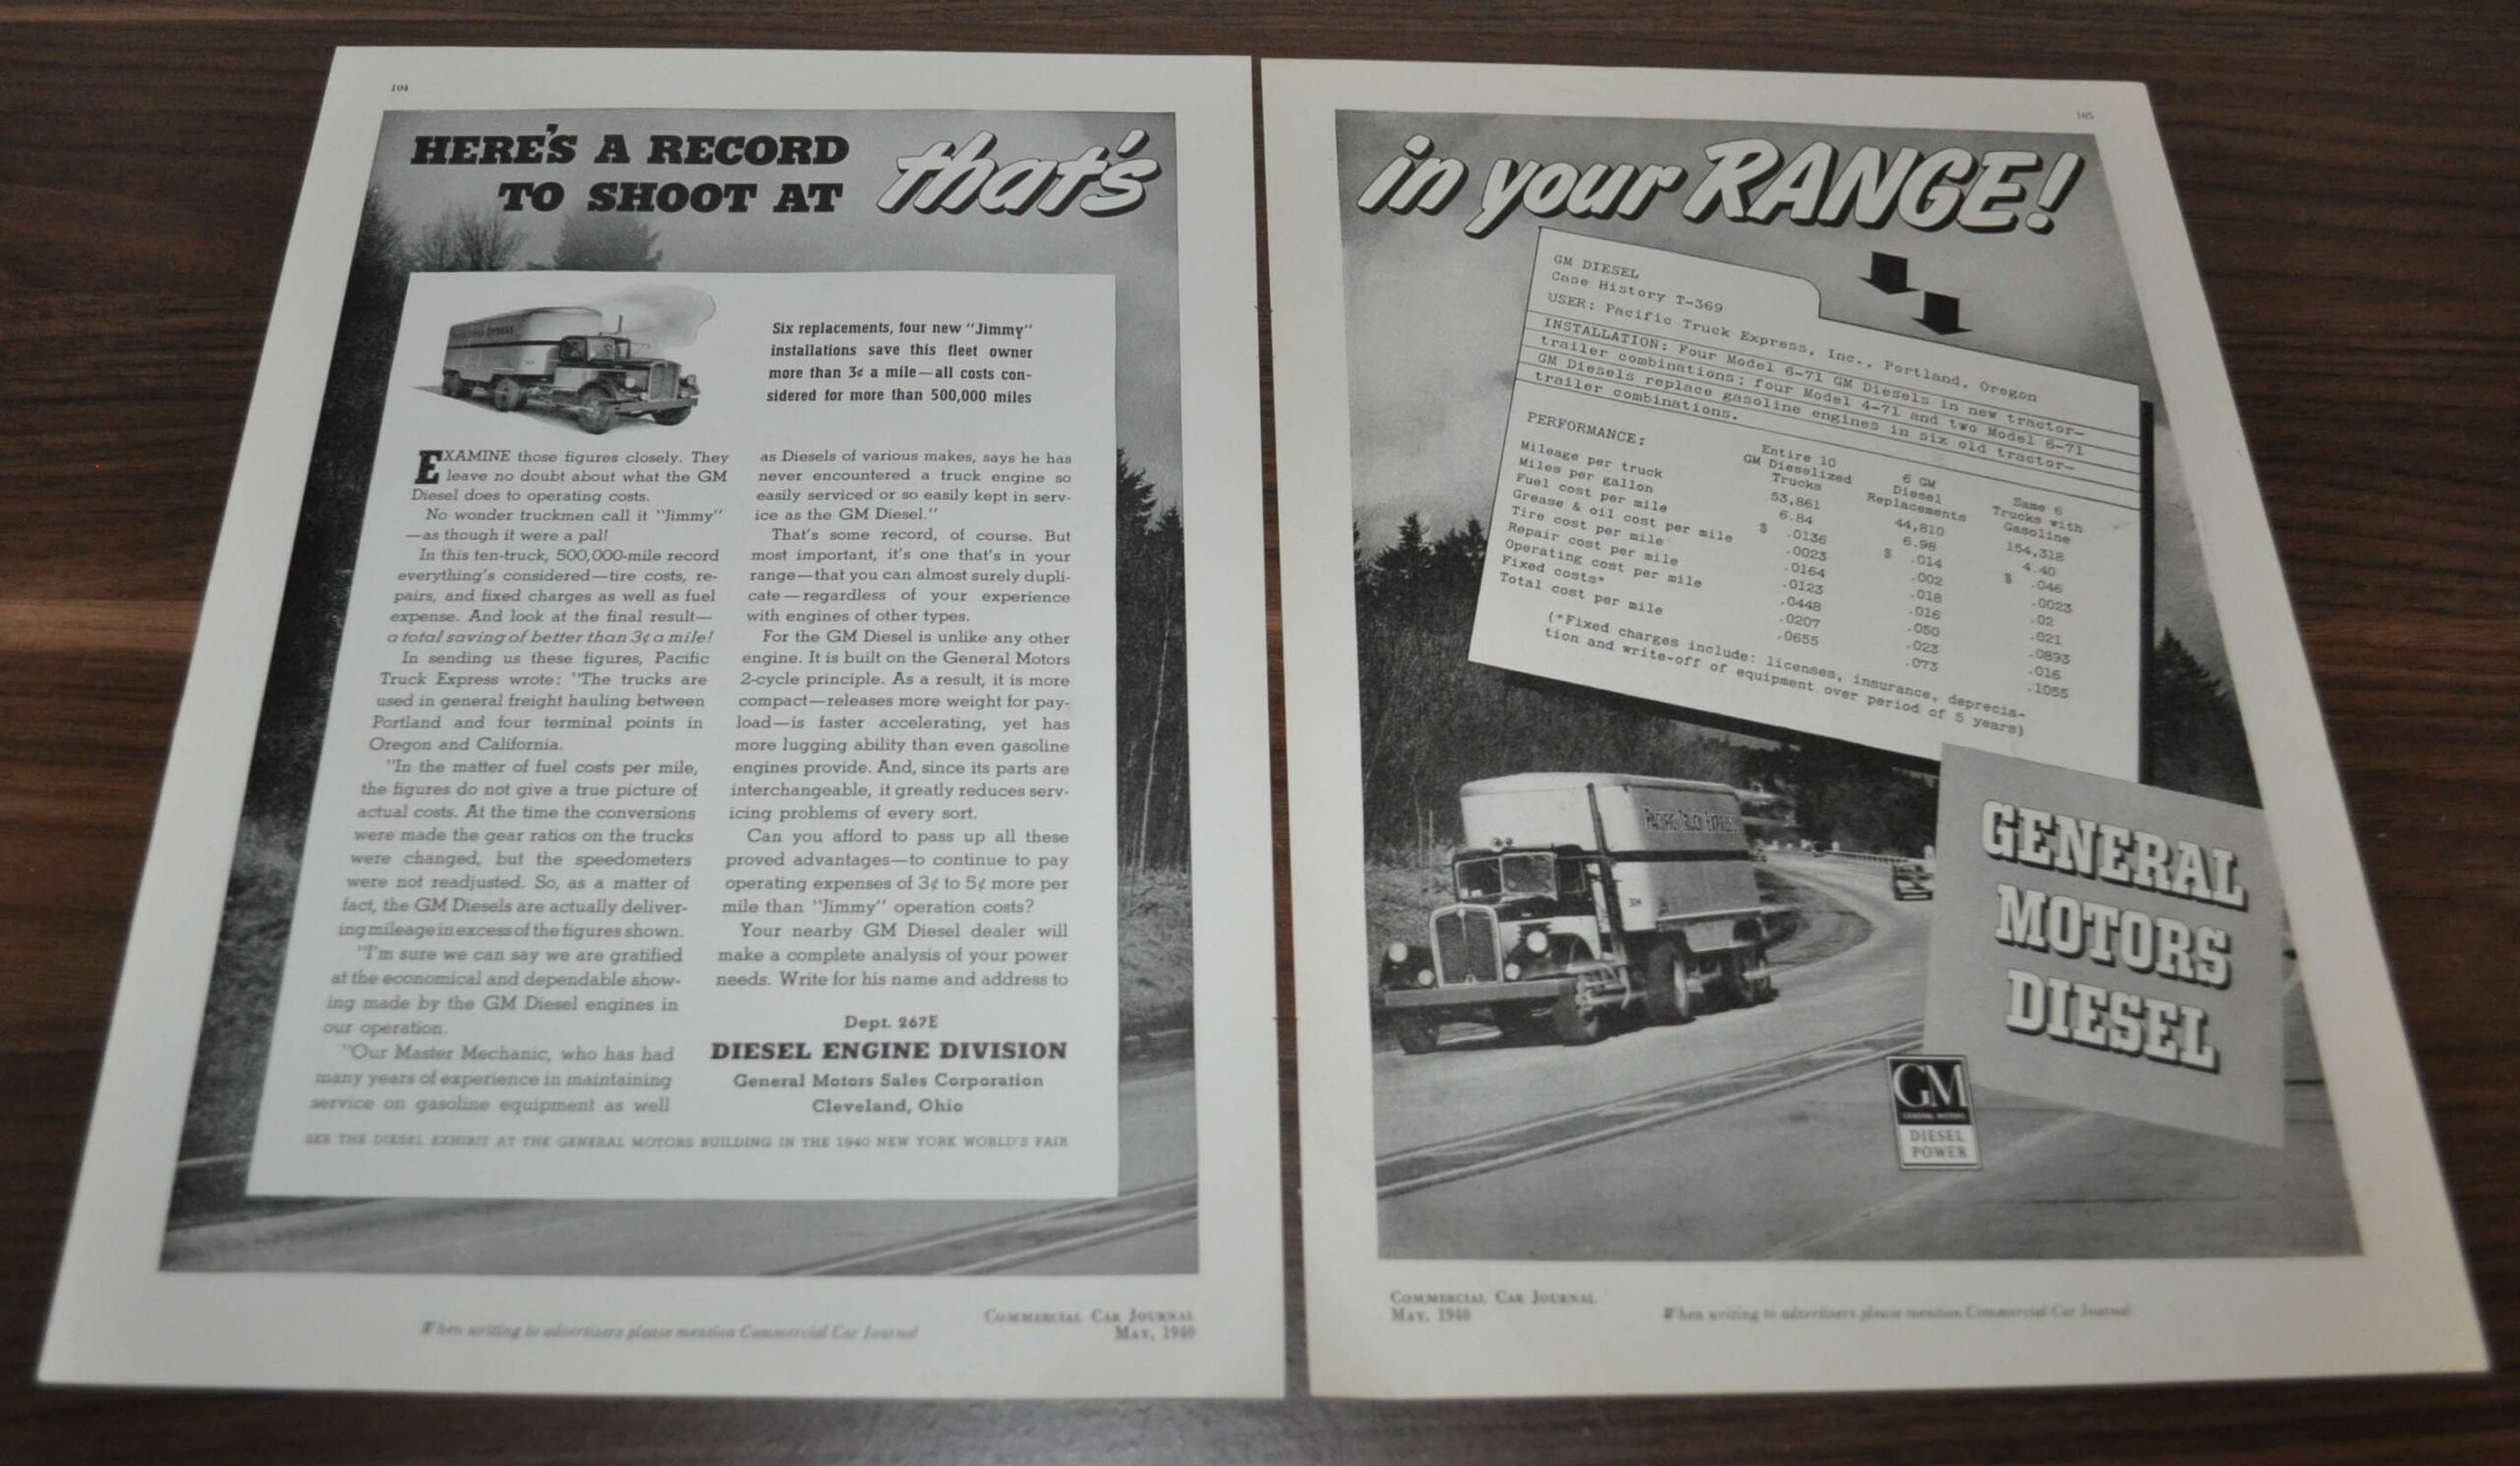 104
HERE'S A RECORD
TO SHOOT AT that's
Six replacements, four new "Jimmy"
installations save this fleet owner
more than 3¢ a mile—all costs con-
sidered for more than 500,000 miles
EXAMINE those figures closely. They
leave no doubt about what the GM
Diesel does to operating costs.
No wonder truckmen call it "Jimmy"
—as though it were a pal!
In this ten-truck, 500,000-mile record
everything's considered—tire costs, re-
pairs, and fixed charges as well as fuel
expense. And look at the final result—
a total saving of better than 3¢ a mile!
In sending us these figures, Pacific
Truck Express wrote: "The trucks are
used in general freight hauling between
Portland and four terminal points in
Oregon and California.
"In the matter of fuel costs per mile,
the figures do not give a true picture of
actual costs. At the time the conversions
were made the gear ratios on the trucks
were changed, but the speedometers
were not readjusted. So, as a matter of
fact, the GM Diesels are actually deliver-
ing mileage in excess of the figures shown.
"I'm sure we can say we are gratified
at the economical and dependable show-
ing made by the GM Diesel engines in
our operation.
"Our Master Mechanic, who has had
many years of experience in maintaining
service on gasoline equipment as well
as Diesels of various makes, says he has
never encountered a truck engine so
easily serviced or so easily kept in serv-
ice as the GM Diesel."
That's some record, of course. But
most important, it's one that's in your
range—that you can almost surely dupli-
cate—regardless of your experience
with engines of other types.
For the GM Diesel is unlike any other
engine. It is built on the General Motors
2-cycle principle. As a result, it is more
compact—releases more weight for pay-
load—is faster accelerating, yet has
more lugging ability than even gasoline
engines provide. And, since its parts are
interchangeable, it greatly reduces serv-
icing problems of every sort.
Can you afford to pass up all these
proved advantages—to continue to pay
operating expenses of 3¢ to 5¢ more per
mile than "Jimmy" operation costs?
Your nearby GM Diesel dealer will
make a complete analysis of your power
needs. Write for his name and address to
Dept. 267E
DIESEL ENGINE DIVISION
General Motors Sales Corporation
Cleveland, Ohio
SEE THE DIESEL EXHIBIT AT THE GENERAL MOTORS BUILDING IN THE 1940 NEW YORK WORLD'S FAIR
When writing to advertisers please mention Commercial Car Journal
COMMERCIAL CAR JOURNAL
MAY, 1940
105
in your RANGE!
GM DIESEL
Case History T-369
USER: Pacific Truck Express, Inc., Portland, Oregon
INSTALLATION: Four Model 6-71 GM Diesels in new tractor-
trailer combinations; four Model 4-71 and two Model 6-71
GM Diesels replace gasoline engines in six old tractor-
trailer combinations.
PERFORMANCE:
Entire 10 GM Dieselized Trucks
6 GM Diesel Replacements
Same 6 Trucks with Gasoline
Mileage per truck 53,861 44,810 154,318
Miles per gallon 6.84 6.98 4.40
Fuel cost per mile $ .0136 $ .014 $ .046
Grease & oil cost per mile .0023 .002 .0023
Tire cost per mile .0164 .018 .02
Repair cost per mile .0123 .016 .021
Operating cost per mile .0448 .050 .0893
Fixed costs* .0207 .023 .016
Total cost per mile .0655 .073 .1055
(*Fixed charges include: licenses, insurance, deprecia-
tion and write-off of equipment over period of 5 years)
PACIFIC TRUCK EXPRESS
304
GENERAL
MOTORS
DIESEL
GM
GENERAL MOTORS
DIESEL
POWER
COMMERCIAL CAR JOURNAL
MAY, 1940
When writing to advertisers please mention Commercial Car Journal